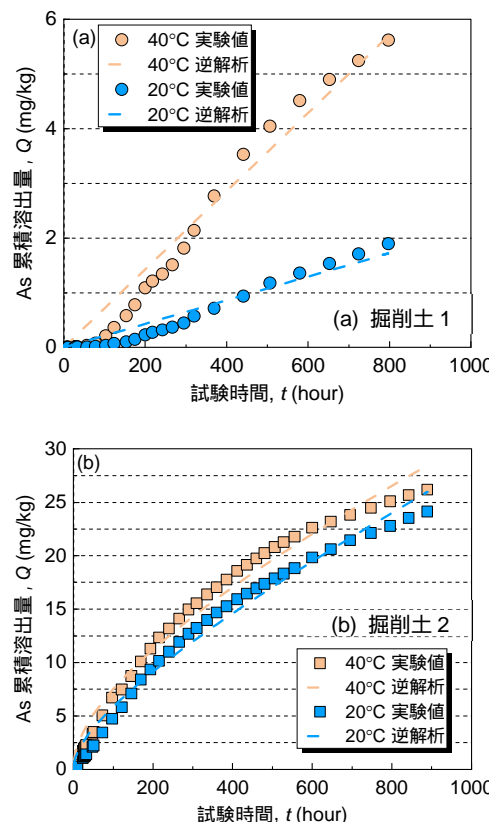 (a)
40°C 実験値
40°C 逆解析
20°C 実験値
20°C 逆解析
6
4
2
0
As 累積溶出量 , Q (mg/kg)
(a) 掘削土 1
0 200 400 600 800 1000
試験時間, t (hour)
(b)
30
25
20
15
10
5
0
As 累積溶出量 , Q (mg/kg)
(b) 掘削土 2
40°C 実験値
40°C 逆解析
20°C 実験値
20°C 逆解析
0 200 400 600 800 1000
試験時間, t (hour)